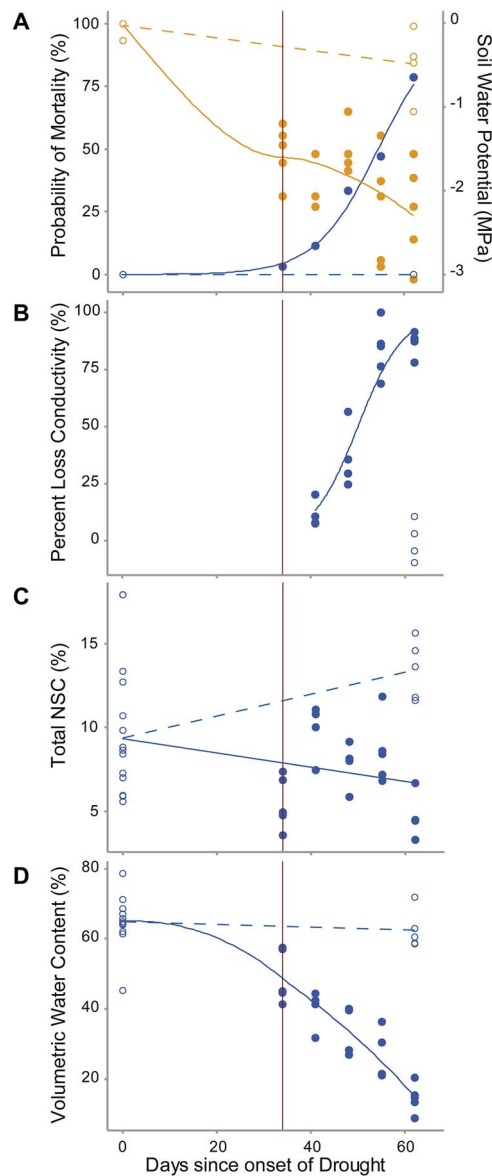 A
Probability of Mortality (%)
100
75
50
25
0
0
-1
-2
-3
Soil Water Potential (MPa)
B
Percent Loss Conductivity (%)
100
75
50
25
0
C
Total NSC (%)
15
10
5
D
Volumetric Water Content (%)
80
60
40
20
0 20 40 60
Days since onset of Drought